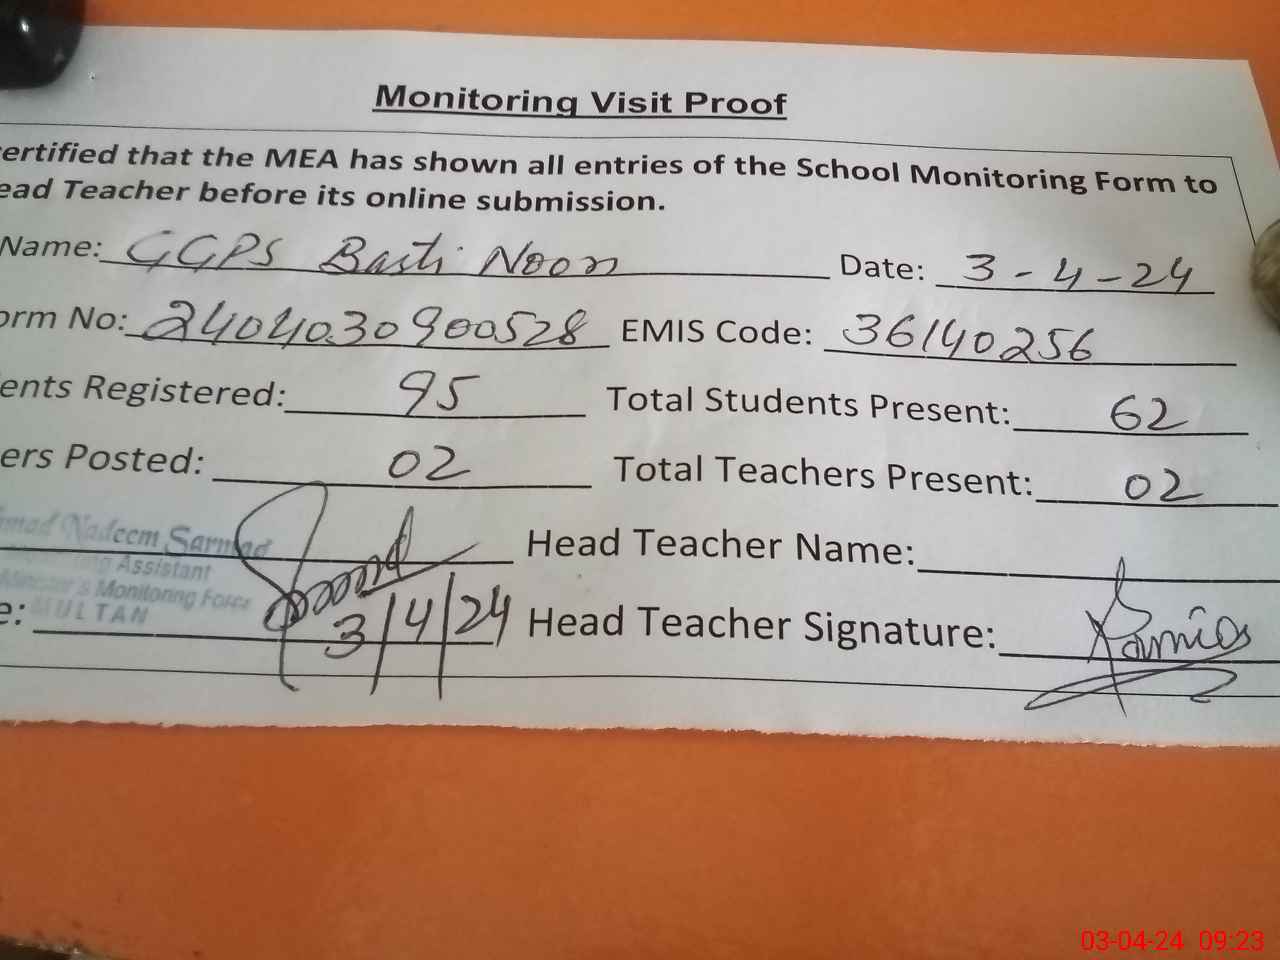 Monitoring Visit Proof
ertified that the MEA has shown all entries of the School Monitoring Form to
ead Teacher before its online submission.
Name: GGPS Basti Noon Date: 3-4-24
orm No: 2404030900528 EMIS Code: 36140256
ents Registered: 95 Total Students Present: 62
ers Posted: 02 Total Teachers Present: 02
Nadeem Sarmad
Head Teacher Name:
Assistant
Monitoring Force
MULTAN
e: 3/4/24 Head Teacher Signature:
03-04-24 09:23